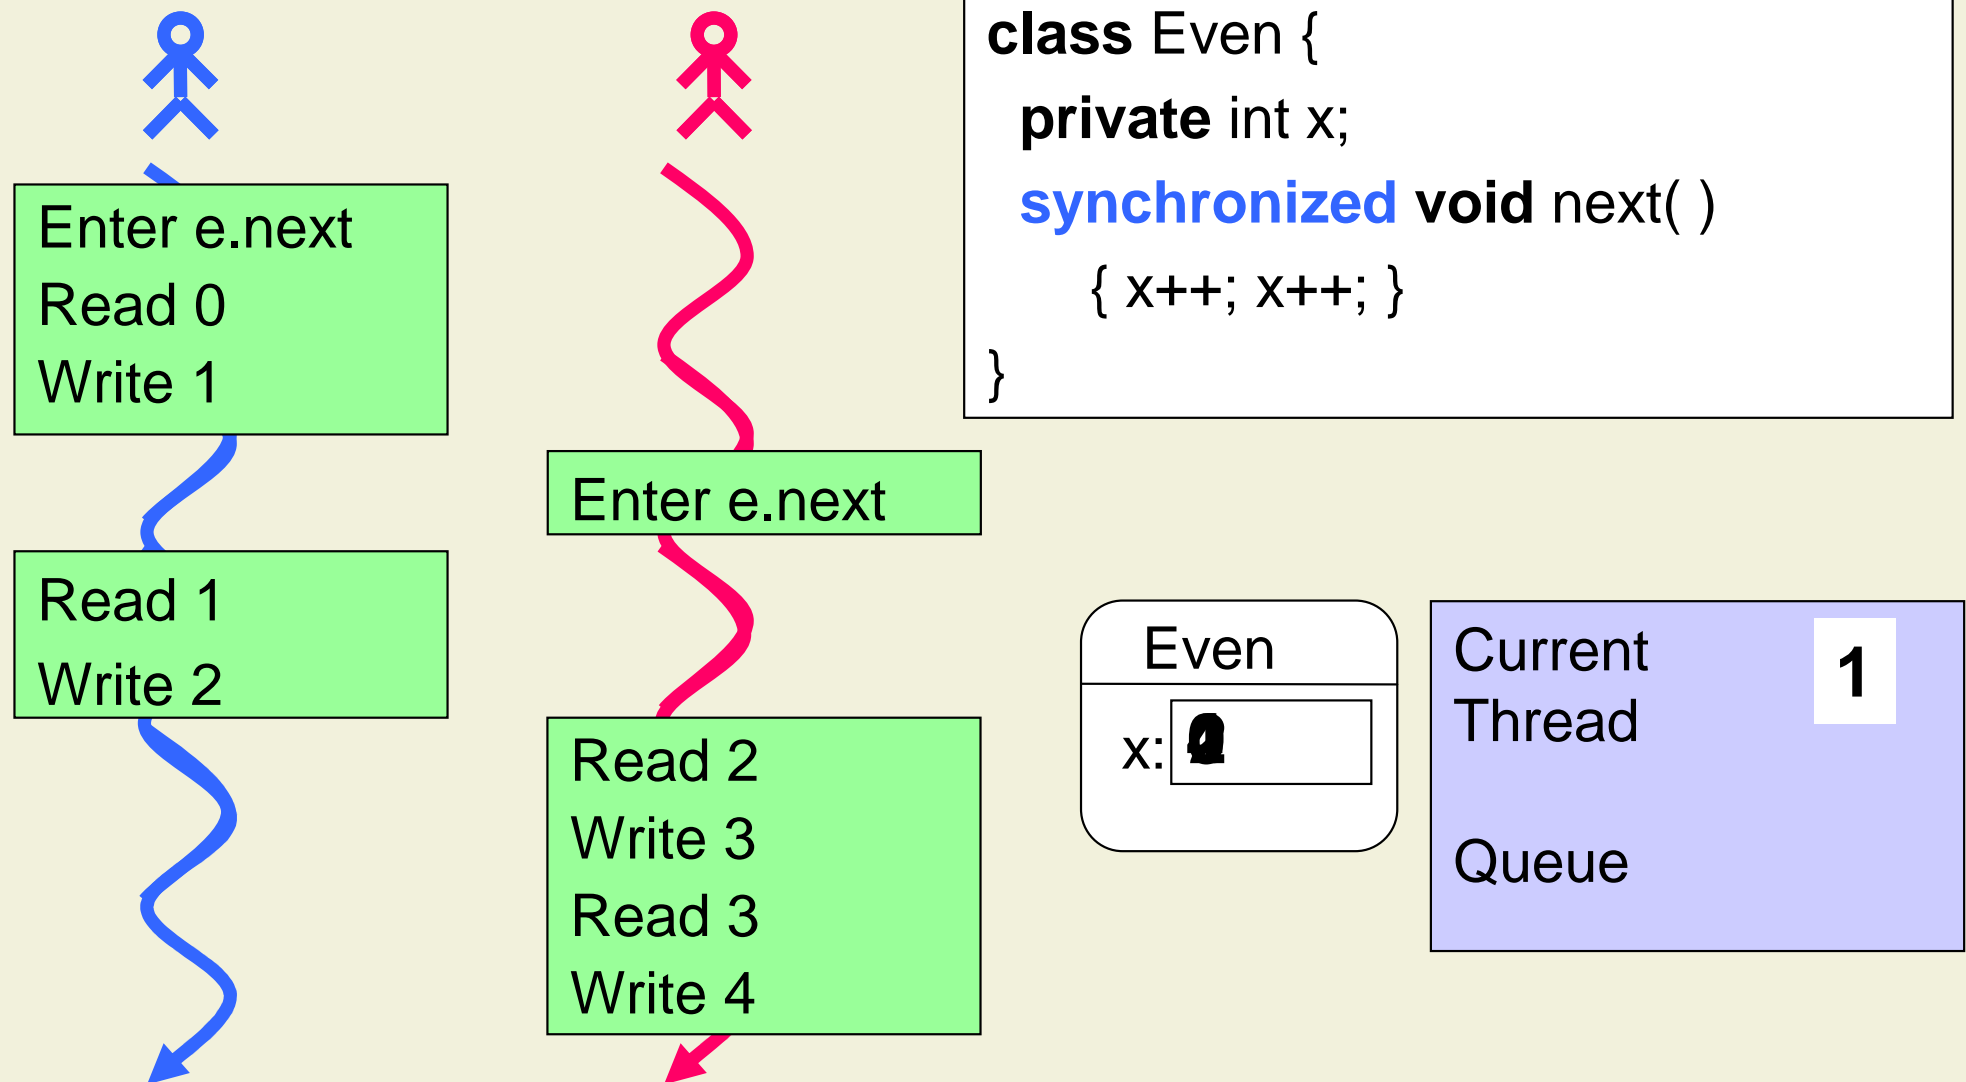 Enter e.next
Read 0
Write 1
Read 1
Write 2
Enter e.next
Read 2
Write 3
Read 3
Write 4
class Even {
private int x;
synchronized void next( )
{ x++; x++; }
}
Even
x:
Current 1
Thread
Queue